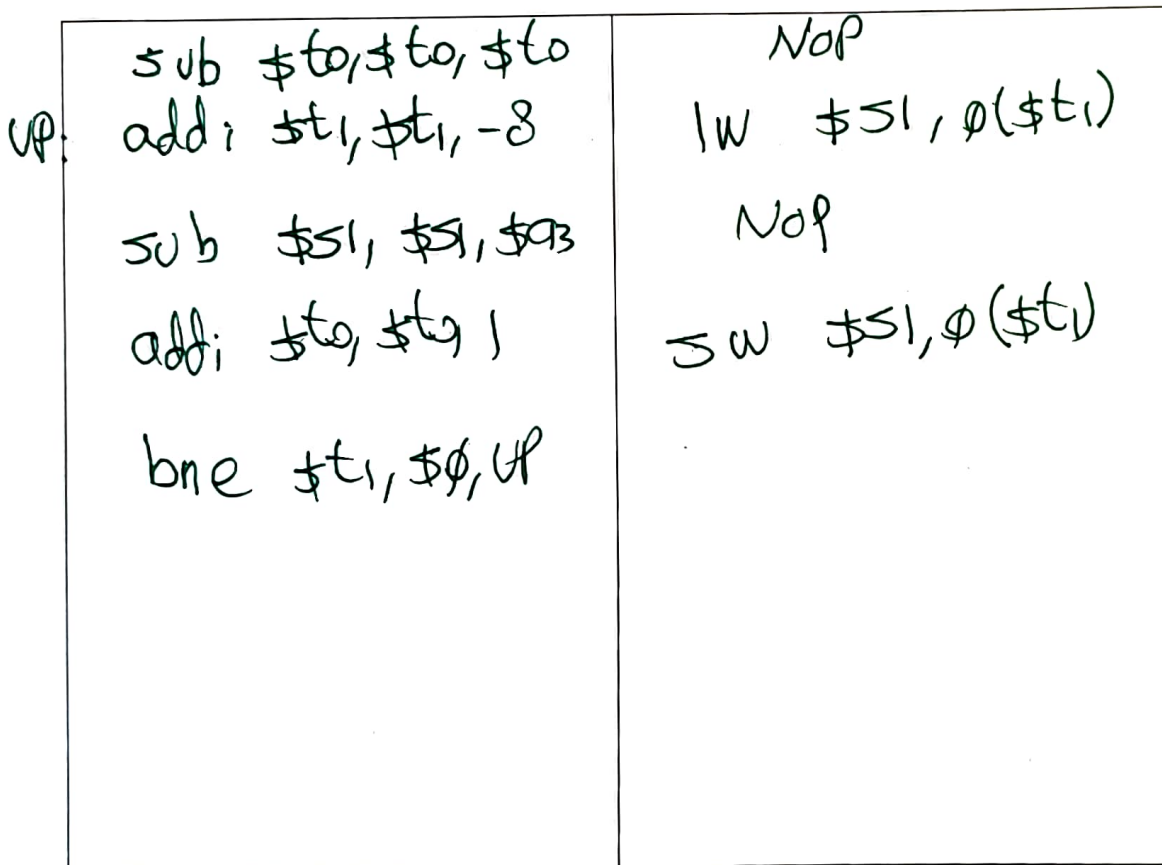 sub $t0, $t0, $t0 NOP
UP: addi $t1, $t1, -8 lw $s1, 0($t1)
sub $s1, $s1, $a3 NOP
addi $t0, $t0, 1 sw $s1, 0($t1)
bne $t1, $0, UP